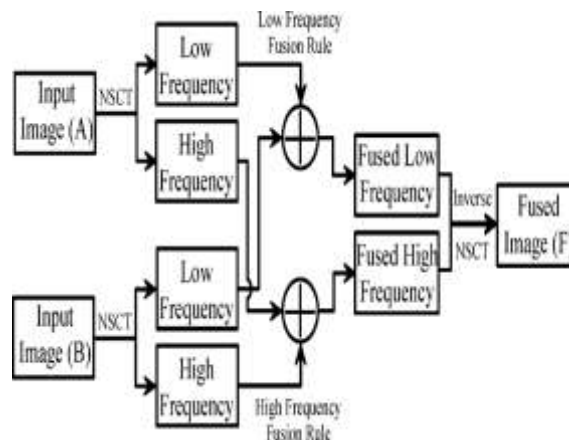 Low Frequency
Fusion Rule
Low
Frequency
Input
Image (A)
NSCT
High
Frequency
Fused Low
Frequency
Inverse
NSCT
Fused
Image (F)
Low
Frequency
Fused High
Frequency
Input
Image (B)
NSCT
High
Frequency
High Frequency
Fusion Rule